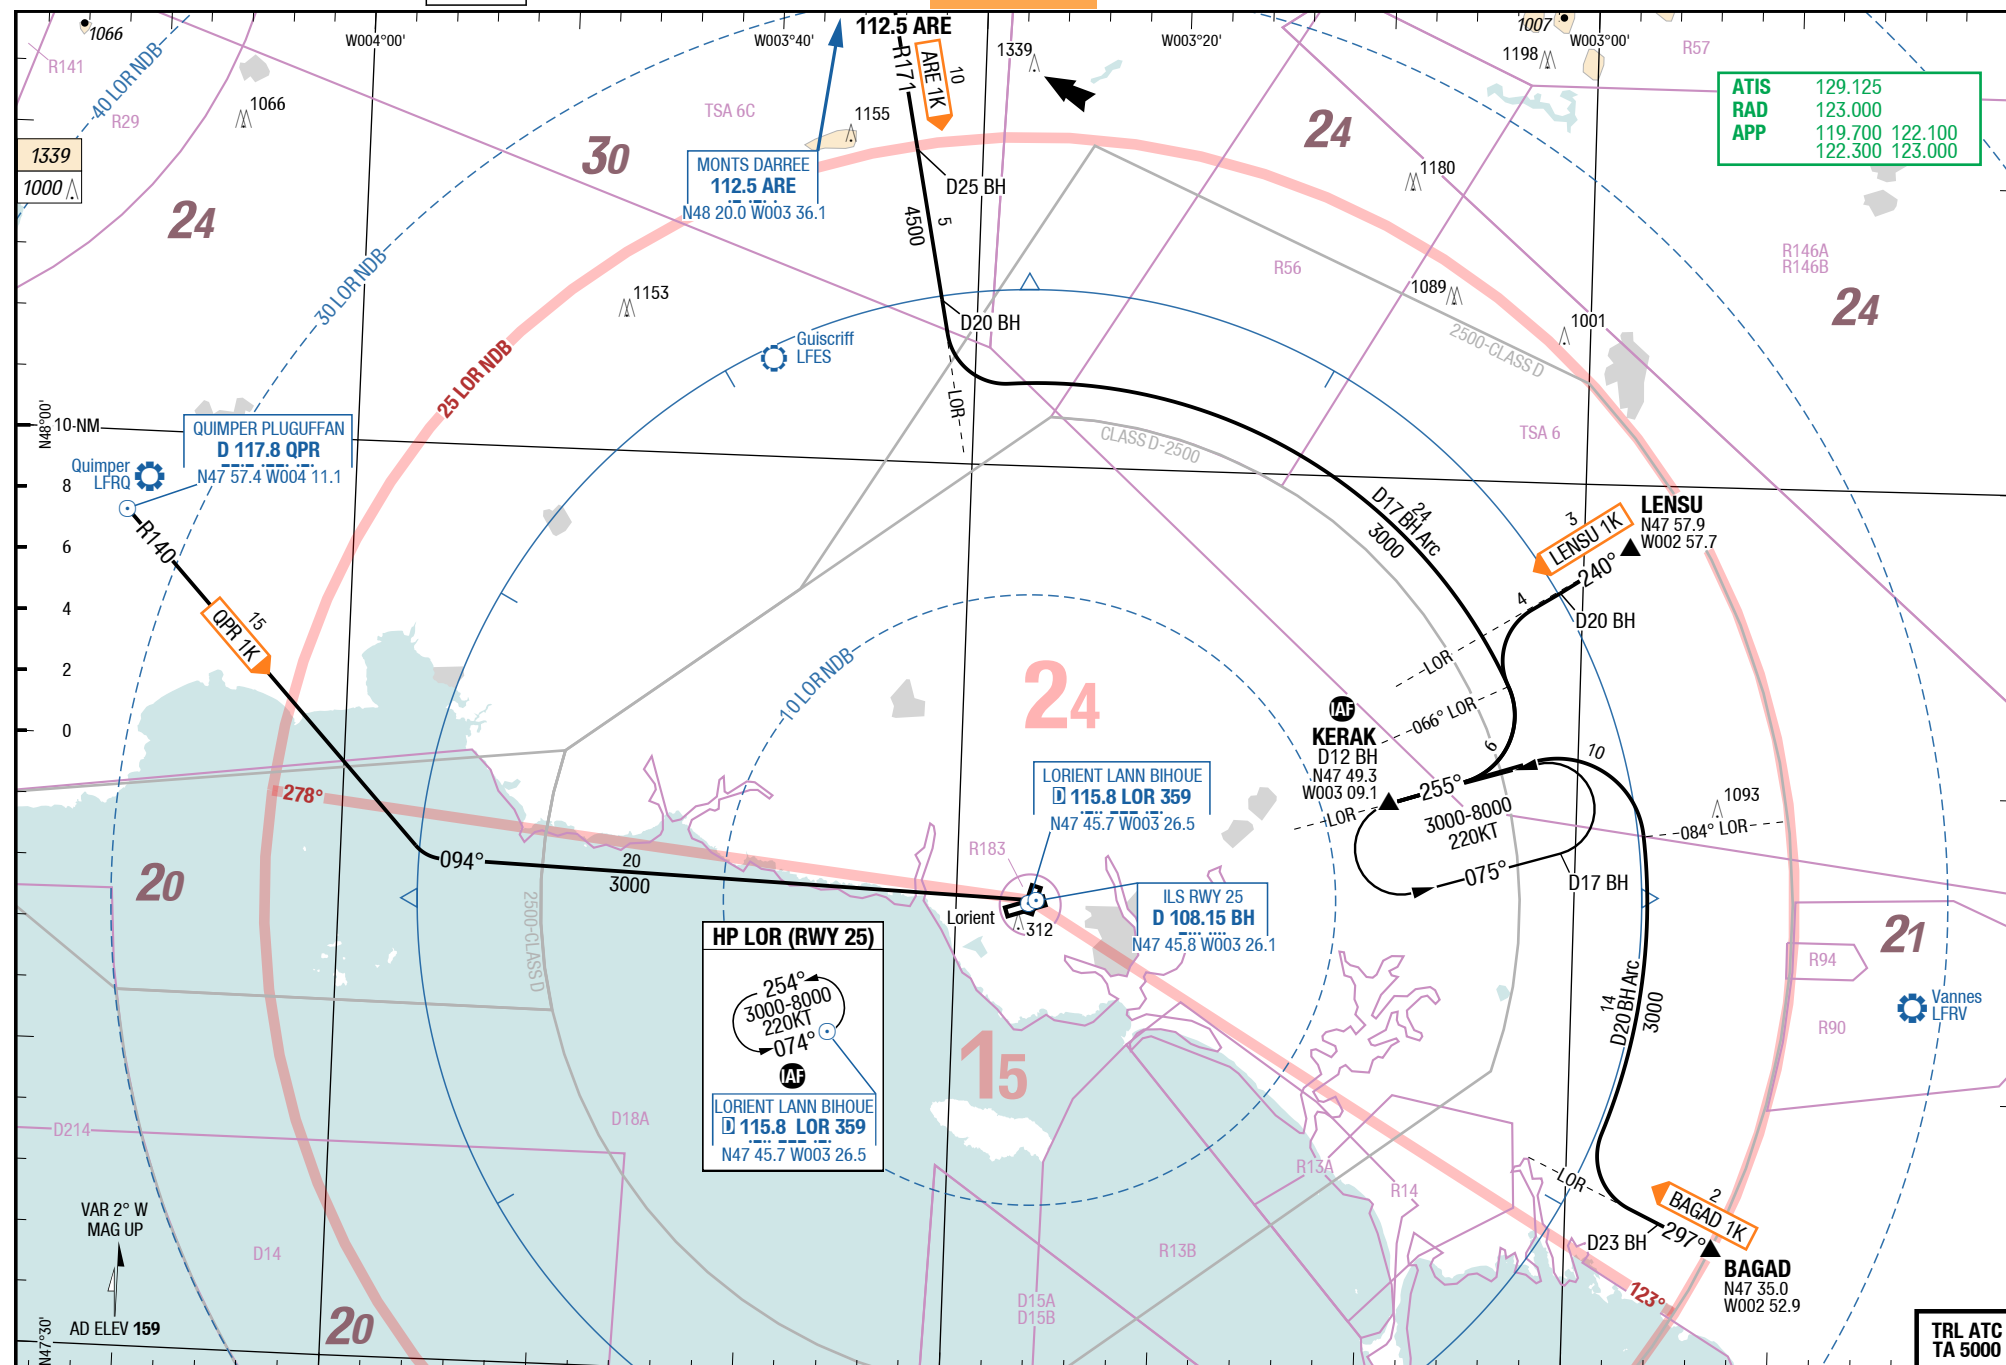 1066
W004°00'
W003°40'
112.5 ARE
W003°20'
1007
W003°00'
R57
R141
40 LOR NDB
R171
ARE 1K
10
1339
1198
ATIS 129.125
RAD 123.000
APP 119.700 122.100
122.300 123.000
1066
R29
TSA 6C
1155
24
1339
1000
30
MONTS DARREE
112.5 ARE
N48 20.0 W003 36.1
D25 BH
1180
24
4500
5
R146A
R146B
30 LOR NDB
R56
1153
1089
24
D20 BH
1001
Guiscriff
LFES
2500-CLASS D
25 LOR NDB
LOR
N48°00'
10-NM
QUIMPER PLUGUFFAN
D 117.8 QPR
N47 57.4 W004 11.1
CLASS D-2500
TSA 6
Quimper
LFRQ
8
D17 BH Arc
24
3000
3
LENSU 1K
LENSU
N47 57.9
W002 57.7
R140
6
240°
4
4
D20 BH
15
QPR 1K
LOR
2
10 LOR NDB
24
066° LOR
IAF
KERAK
D12 BH
N47 49.3
W003 09.1
0
6
10
LORIENT LANN BIHOUE
D 115.8 LOR 359
N47 45.7 W003 26.5
255°
278°
LOR
3000-8000
220KT
1093
084° LOR
R183
094°
20
3000
075°
D17 BH
20
2500-CLASS D
Lorient
312
ILS RWY 25
D 108.15 BH
N47 45.8 W003 26.1
HP LOR (RWY 25)
21
R94
254°
3000-8000
220KT
074°
IAF
14
D20 BH Arc
3000
Vannes
LFRV
R90
15
LORIENT LANN BIHOUE
D 115.8 LOR 359
N47 45.7 W003 26.5
D214
D18A
R13A
R14
LOR
2
BAGAD 1K
VAR 2° W
MAG UP
D14
R13B
D23 BH
297°
BAGAD
N47 35.0
W002 52.9
123°
D15A
D15B
20
N47°30'
AD ELEV 159
TRL ATC
TA 5000